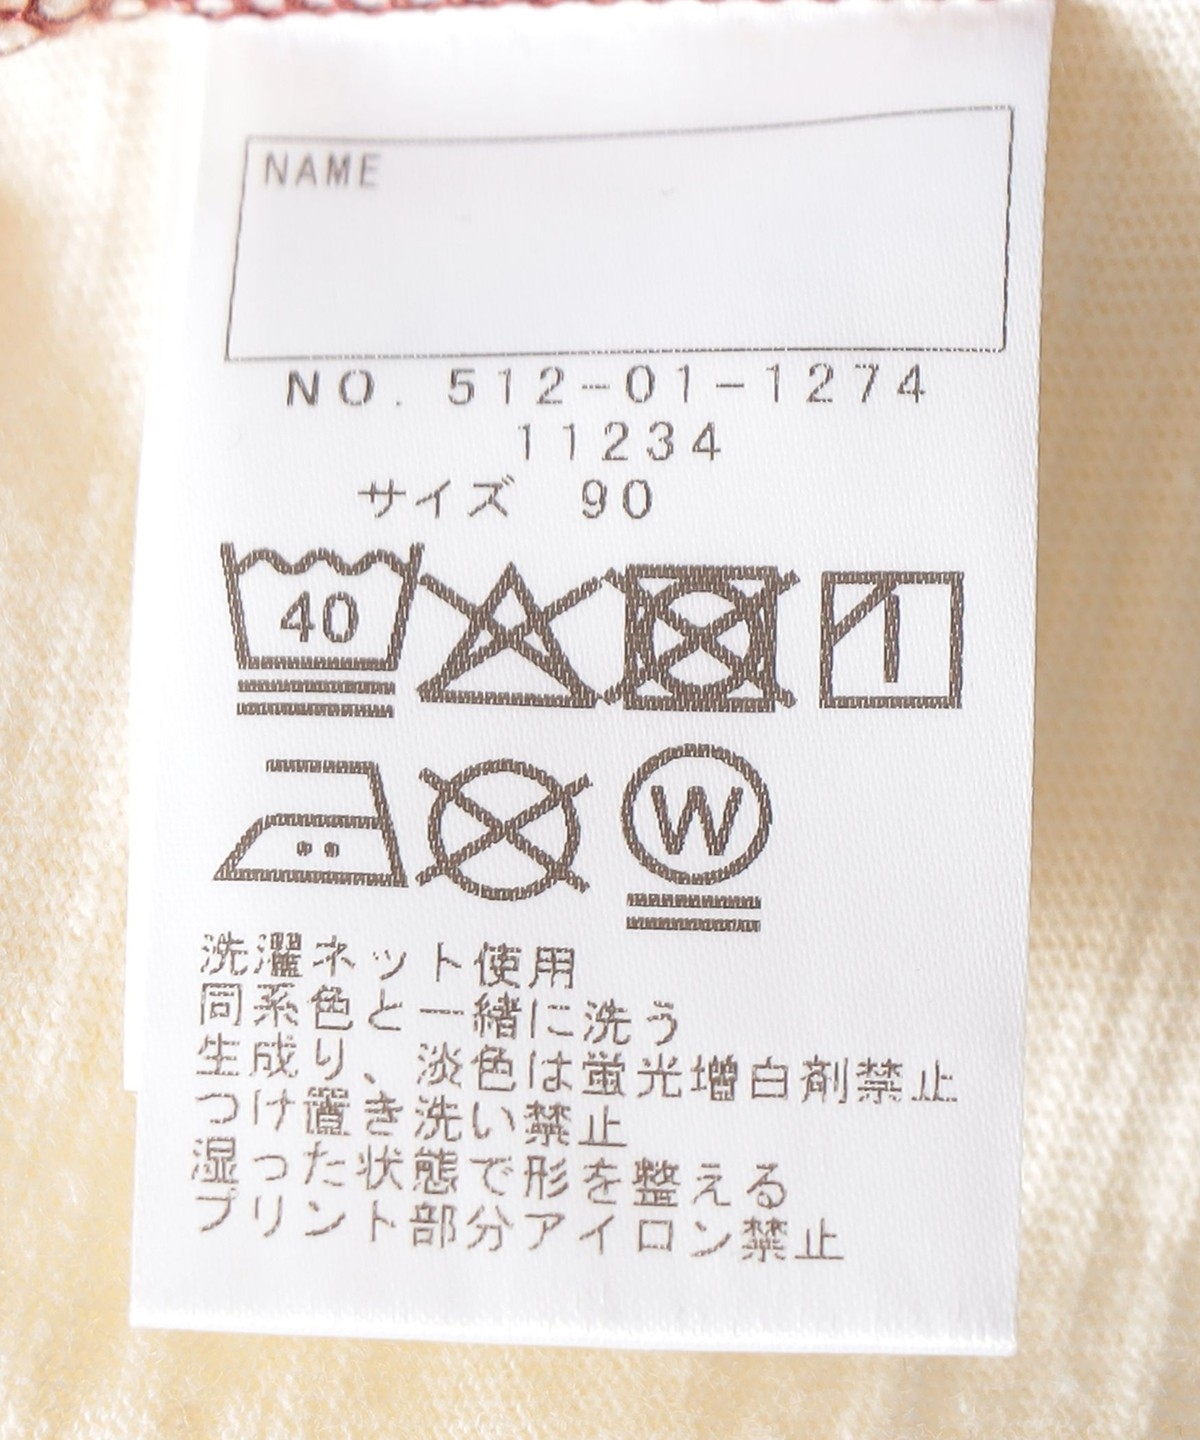 NAME
NO. 512-01-1274
11234
サイズ 90
40
W
洗濯ネット使用
同系色と一緒に洗う
生成り、淡色は蛍光増白剤禁止
つけ置き洗い禁止
湿った状態で形を整える
プリント部分アイロン禁止